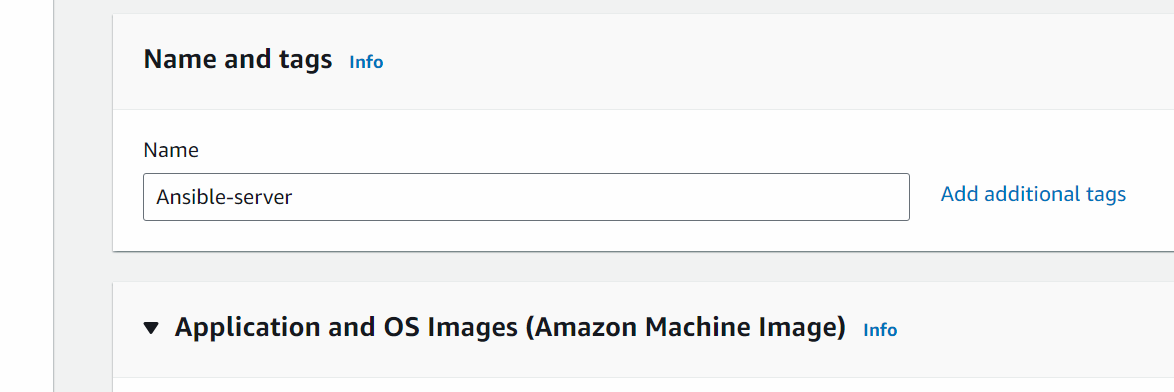 Name and tags Info
Name
Ansible-server
Add additional tags
Application and OS Images (Amazon Machine Image) Info